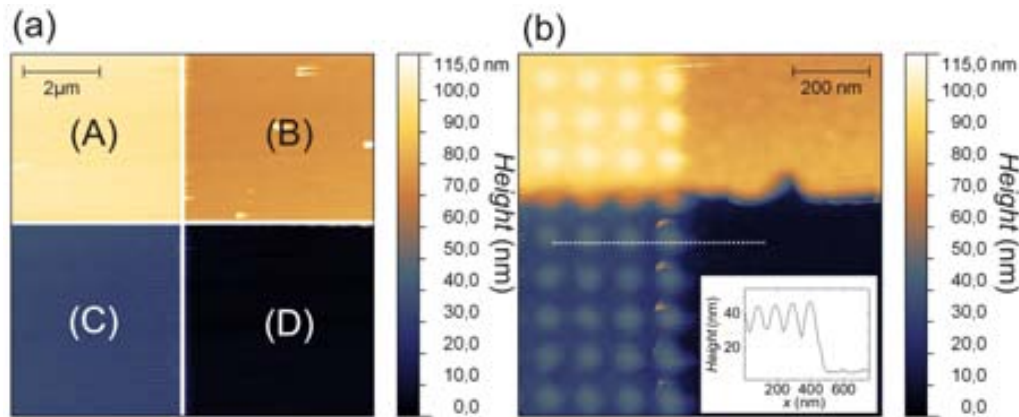 (a)
2µm
(A)
(B)
(C)
(D)
115,0 nm
100,0
90,0
80,0
70,0
60,0
50,0
40,0
30,0
20,0
10,0
0,0
Height (nm)
(b)
200 nm
115,0 nm
100,0
90,0
80,0
70,0
60,0
50,0
40,0
30,0
20,0
10,0
0,0
Height (nm)
Height(nm)
40
20
0 200 400 600
x (nm)